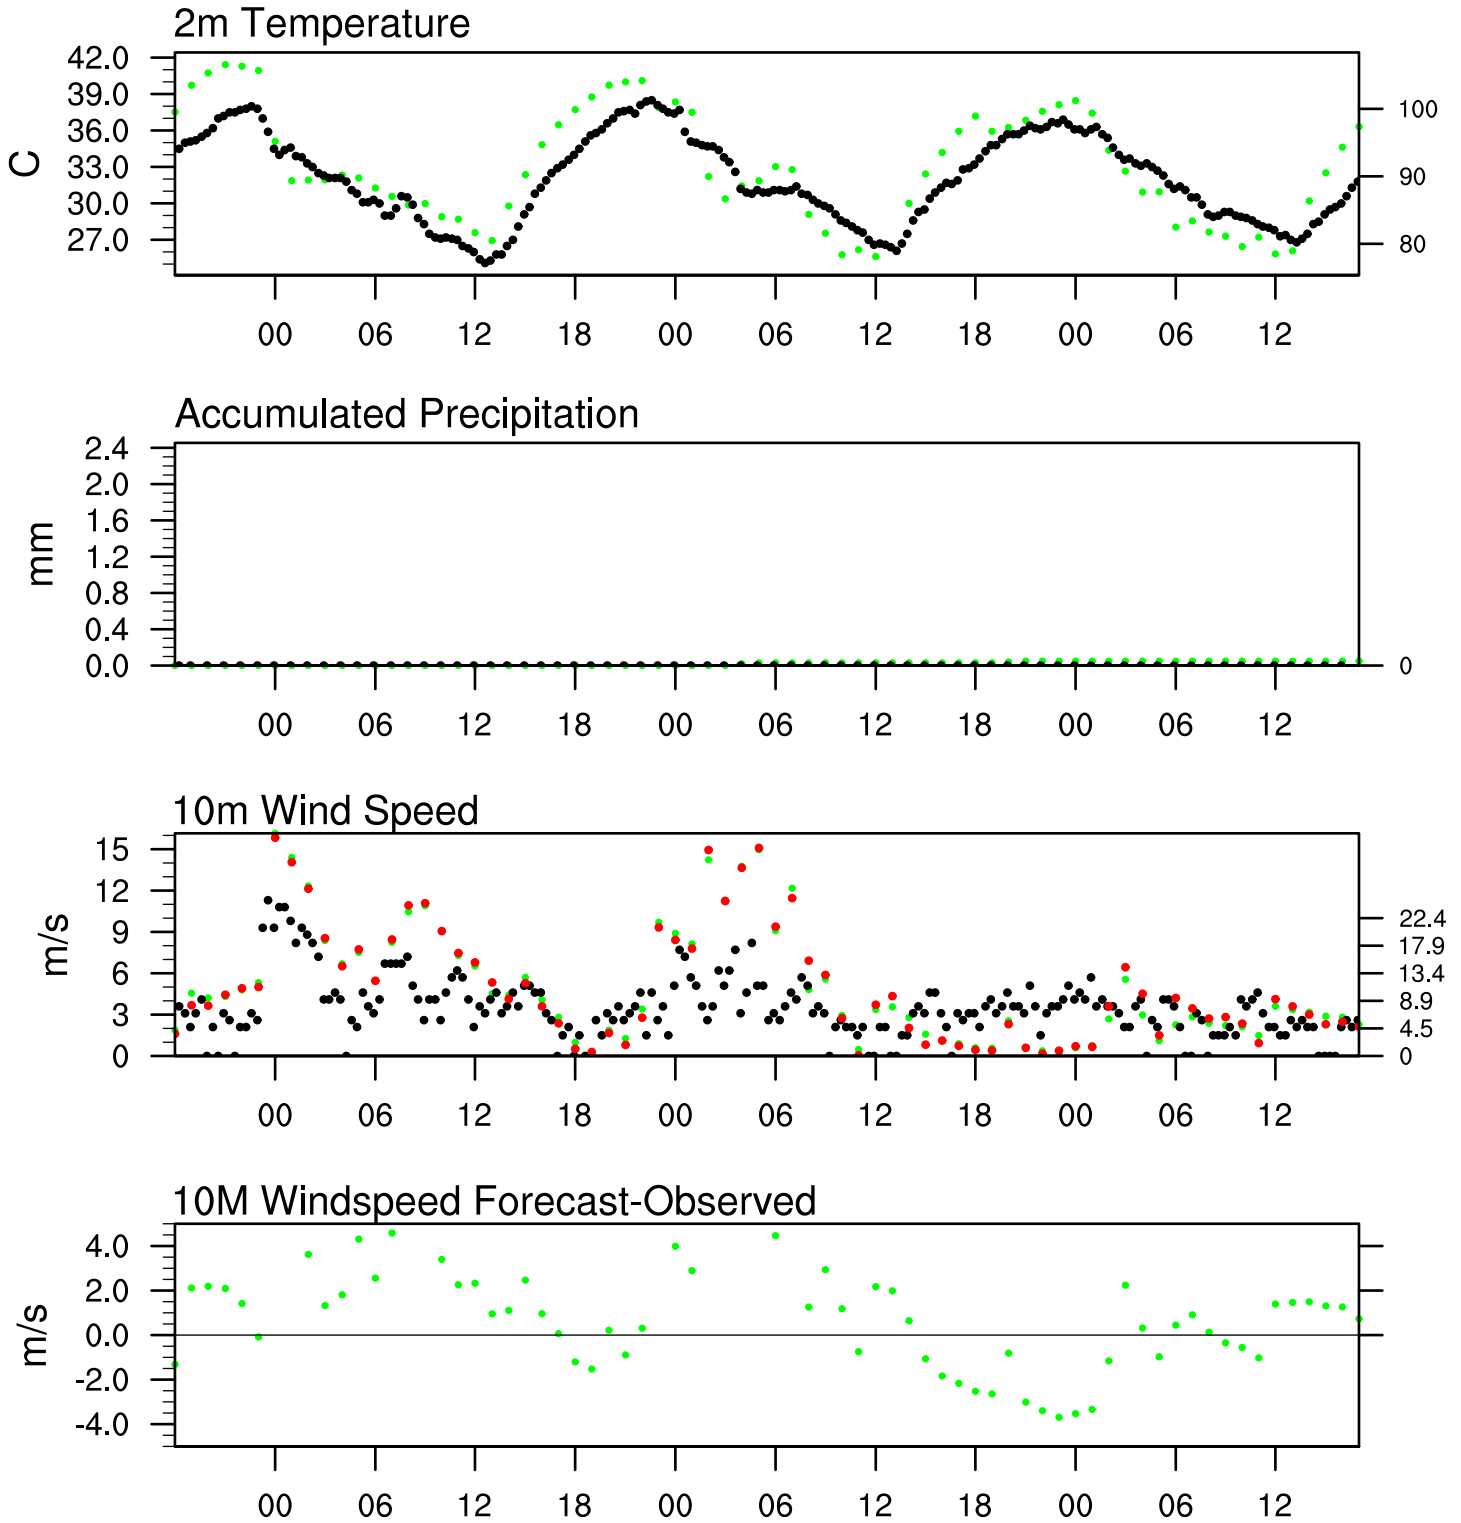 2m Temperature
42.0
39.0
36.0
33.0
30.0
27.0
C
100
90
80
00 06 12 18 00 06 12 18 00 06 12
Accumulated Precipitation
2.4
2.0
1.6
1.2
0.8
0.4
0.0
mm
0
00 06 12 18 00 06 12 18 00 06 12
10m Wind Speed
15
12
9
6
3
0
m/s
22.4
17.9
13.4
8.9
4.5
0
00 06 12 18 00 06 12 18 00 06 12
10M Windspeed Forecast-Observed
4.0
2.0
0.0
-2.0
-4.0
m/s
00 06 12 18 00 06 12 18 00 06 12